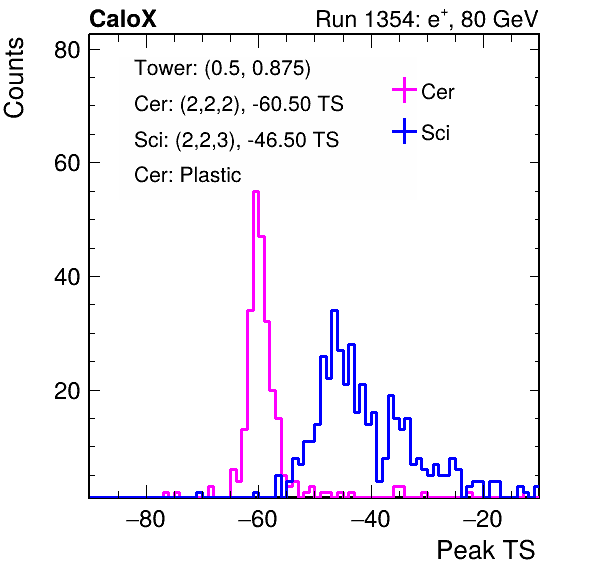 CaloX Run 1354: e⁺, 80 GeV
Counts
Tower: (0.5, 0.875)
Cer: (2,2,2), -60.50 TS
Sci: (2,2,3), -46.50 TS
Cer: Plastic
Cer
Sci
80
60
40
20
−80 −60 −40 −20
Peak TS